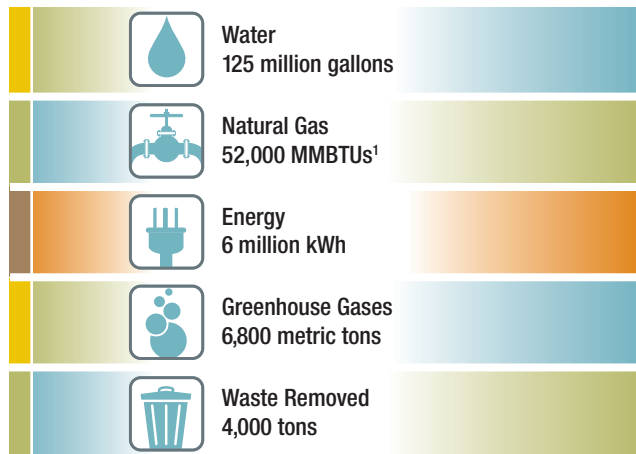 Water
125 million gallons
Natural Gas
52,000 MMBTUs¹
Energy
6 million kWh
Greenhouse Gases
6,800 metric tons
Waste Removed
4,000 tons